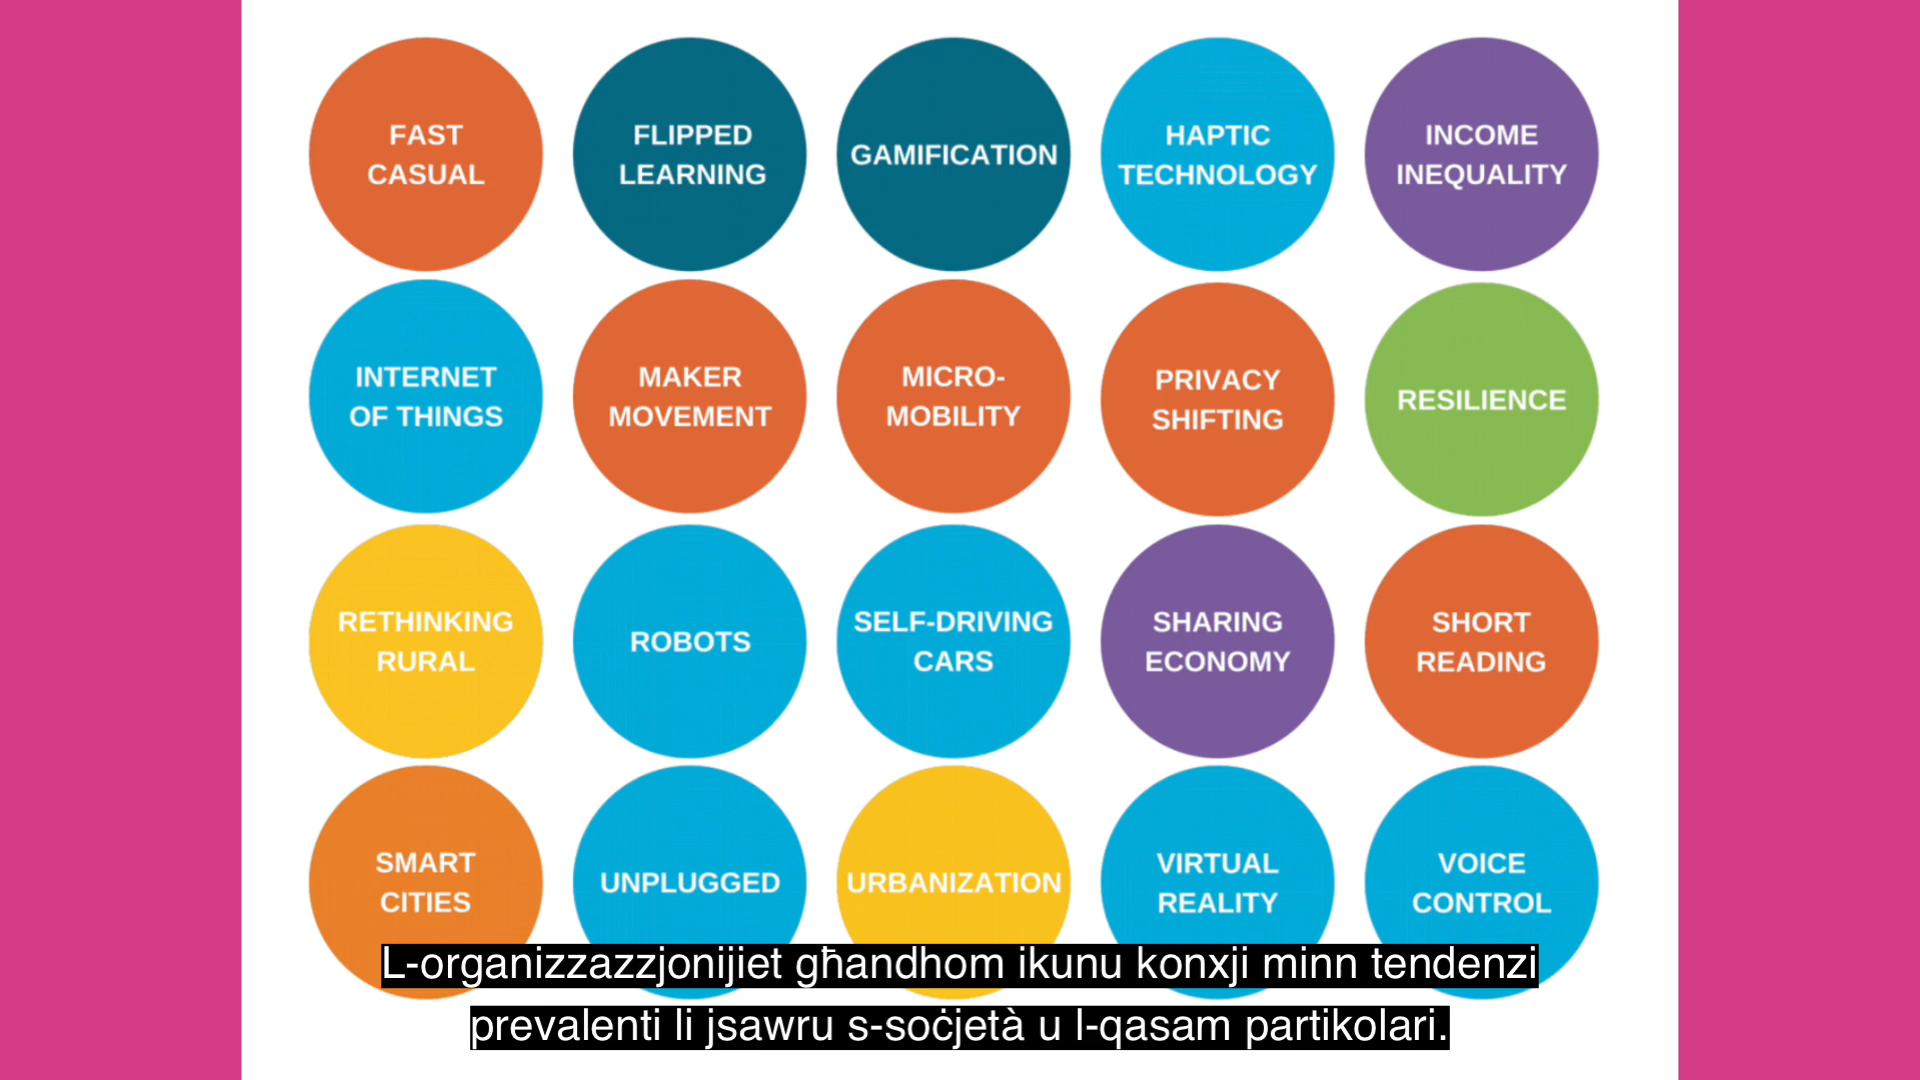 FAST
CASUAL
FLIPPED
LEARNING
GAMIFICATION
HAPTIC
TECHNOLOGY
INCOME
INEQUALITY
INTERNET
OF THINGS
MAKER
MOVEMENT
MICRO-
MOBILITY
PRIVACY
SHIFTING
RESILIENCE
RETHINKING
RURAL
ROBOTS
SELF-DRIVING
CARS
SHARING
ECONOMY
SHORT
READING
SMART
CITIES
UNPLUGGED
URBANIZATION
VIRTUAL
REALITY
VOICE
CONTROL
L-organizzazzjonijiet għandhom ikunu konxji minn tendenzi
prevalenti li jsawru s-soċjetà u l-qasam partikolari.